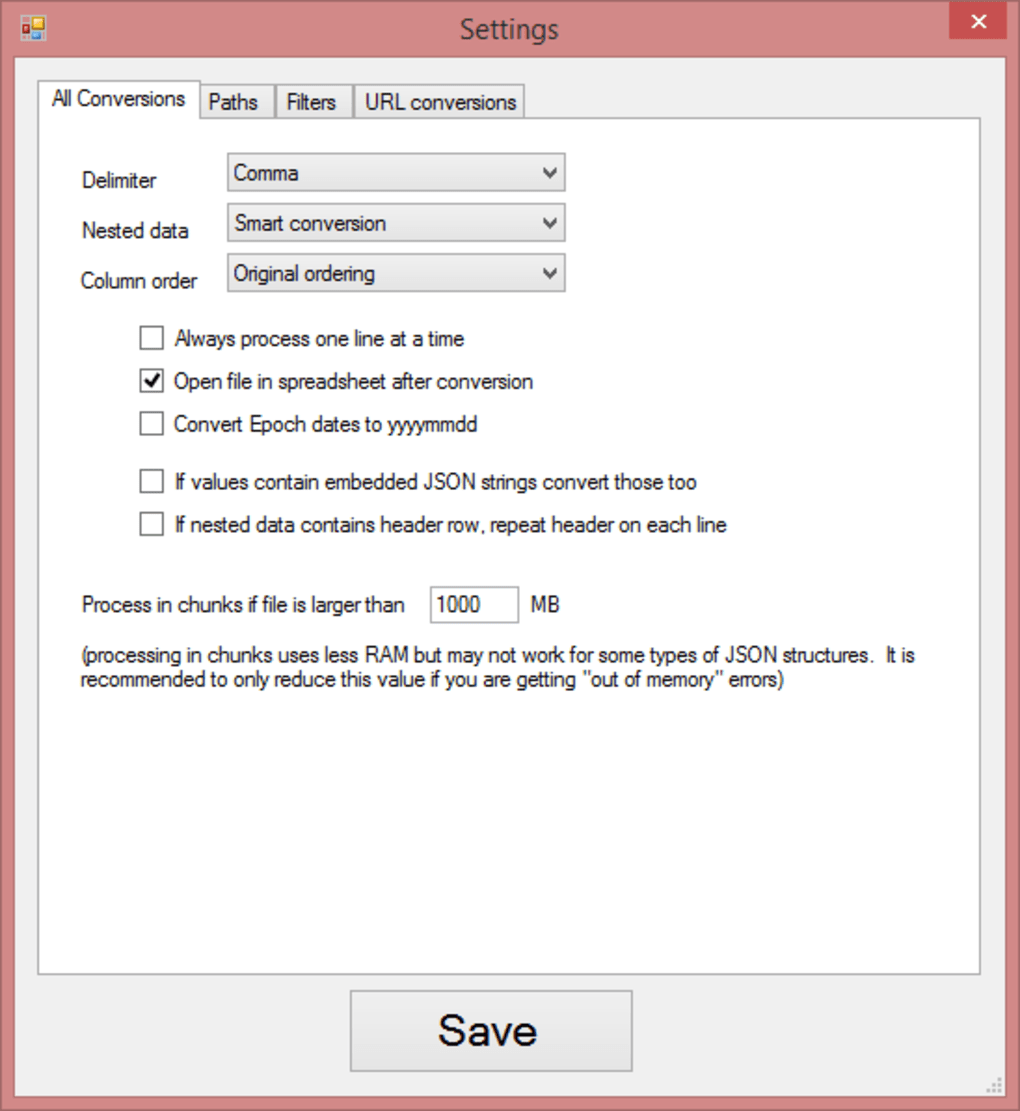 Settings
All Conversions
Paths
Filters
URL conversions
Delimiter
Comma
Nested data
Smart conversion
Column order
Original ordering
Always process one line at a time
Open file in spreadsheet after conversion
Convert Epoch dates to yyyymmdd
If values contain embedded JSON strings convert those too
If nested data contains header row, repeat header on each line
Process in chunks if file is larger than 1000 MB
(processing in chunks uses less RAM but may not work for some types of JSON structures.  It is
recommended to only reduce this value if you are getting "out of memory" errors)
Save